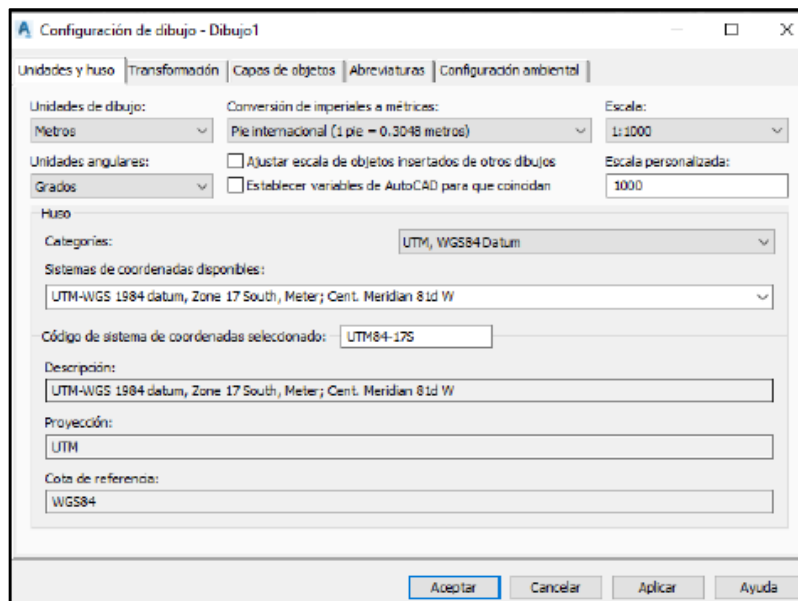 Configuración de dibujo - Dibujo1
Unidades y huso Transformación Capas de objetos Abreviaturas Configuración ambiental
Unidades de dibujo: Conversión de imperiales a métricas: Escala:
Metros Pie internacional (1 pie = 0.3048 metros) 1:1000
Unidades angulares: Ajustar escala de objetos insertados de otros dibujos Escala personalizada:
Grados Establecer variables de AutoCAD para que coincidan 1000
Huso
Categorías: UTM, WGS84 Datum
Sistemas de coordenadas disponibles:
UTM-WGS 1984 datum, Zone 17 South, Meter; Cent. Meridian 81d W
Código de sistema de coordenadas seleccionado: UTM84-17S
Descripción:
UTM-WGS 1984 datum, Zone 17 South, Meter; Cent. Meridian 81d W
Proyección:
UTM
Cota de referencia:
WGS84
Aceptar Cancelar Aplicar Ayuda